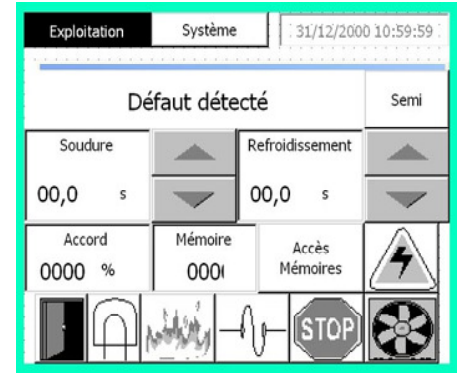 Exploitation Système 31/12/2000 10:59:59
Défaut détecté Semi
Soudure Refroidissement
00,0 s 00,0 s
Accord Mémoire Accès
Mémoires
0000 % 000
STOP